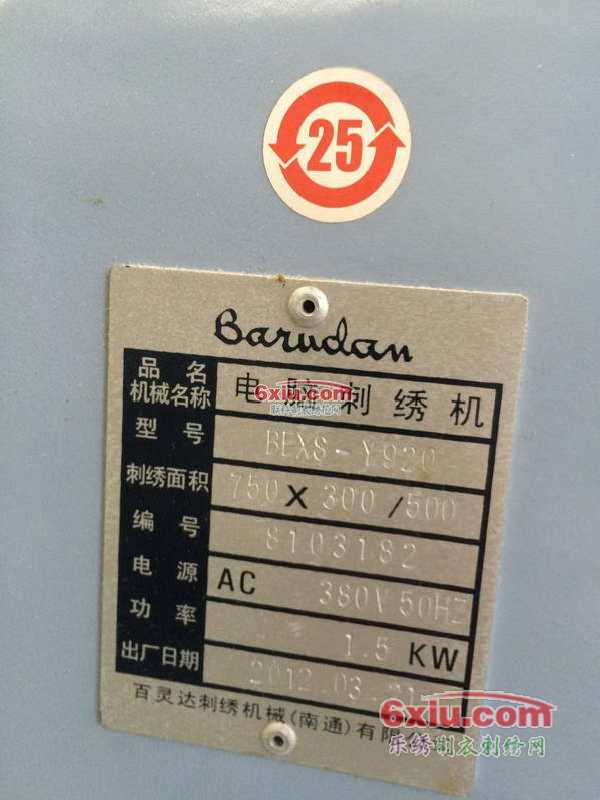 25
Barudan
品名
机械名称 电脑刺绣机
6xiu.com
型号 BEXS-Y920
刺绣面积 750 X 300/500
编号 8103182
电源 AC 380V 50HZ
功率 1.5 KW
出厂日期 2012.03.21
百灵达刺绣机械(南通)有限
6xiu.com
乐绣刺衣刺绣网